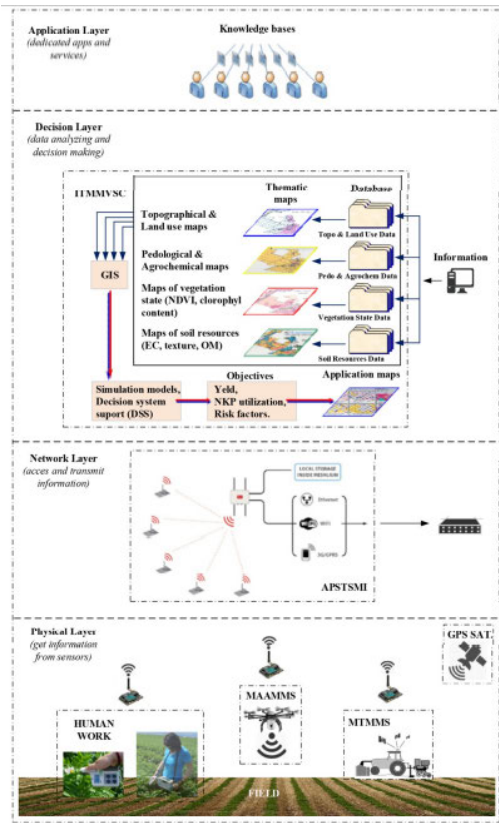 Application Layer
(dedicated apps and
services)
Knowledge bases
Decision Layer
(data analyzing and
decision making)
ITMMVSC
Thematic
maps
Database
Topographical &
Land use maps
Topo & Land Use Data
GIS
Pedological &
Agrochemical maps
Pedo & Agrochem Data
Information
Maps of vegetation
state (NDVI, clorophyl
content)
Vegetation State Data
Maps of soil resources
(EC, texture, OM)
Soil Resources Data
Objectives
Application maps
Simulation models,
Decision system
suport (DSS)
Yeld,
NKP utilization,
Risk factors.
Network Layer
(acces and transmit
information)
LOCAL STORAGE
Ethernet
WiFi
3G/GPRS
APSTSMI
Physical Layer
(get information
from sensors)
GPS SAT.
HUMAN
WORK
MAAMMS
MTMMS
FIELD